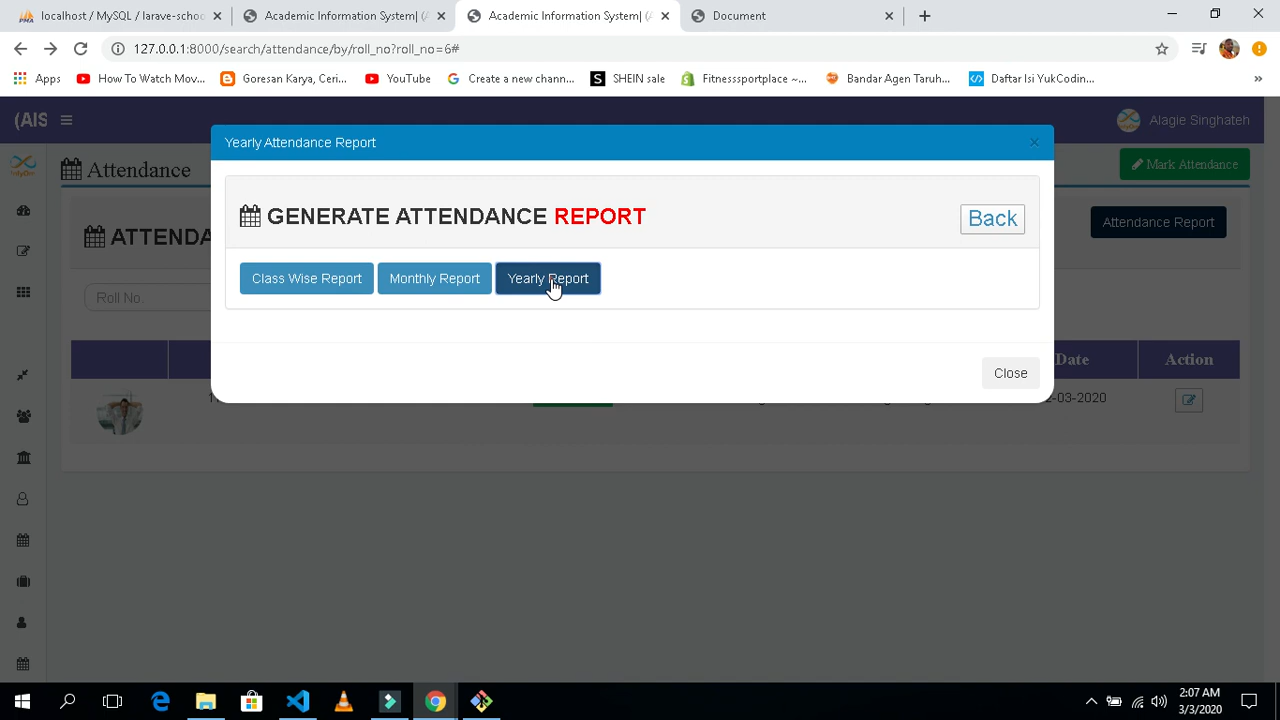 localhost / MySQL / larave-schoo
Academic Information System| (A
Academic Information System| (A
Document
127.0.0.1:8000/search/attendance/by/roll_no?roll_no=6#
Apps
How To Watch Mov...
Goresan Karya, Ceri...
YouTube
Create a new chann...
SHEIN sale
Fitnesssportplace ~...
Bandar Agen Taruh...
Daftar Isi YukCodin...
»
(AIS
Alagie Singhateh
Yearly Attendance Report
×
Attendance
Mark Attendance
GENERATE ATTENDANCE REPORT
Back
ATTENDA
Attendance Report
Class Wise Report
Monthly Report
Yearly Report
Roll No.
Date
Action
Close
-03-2020
2:07 AM
3/3/2020